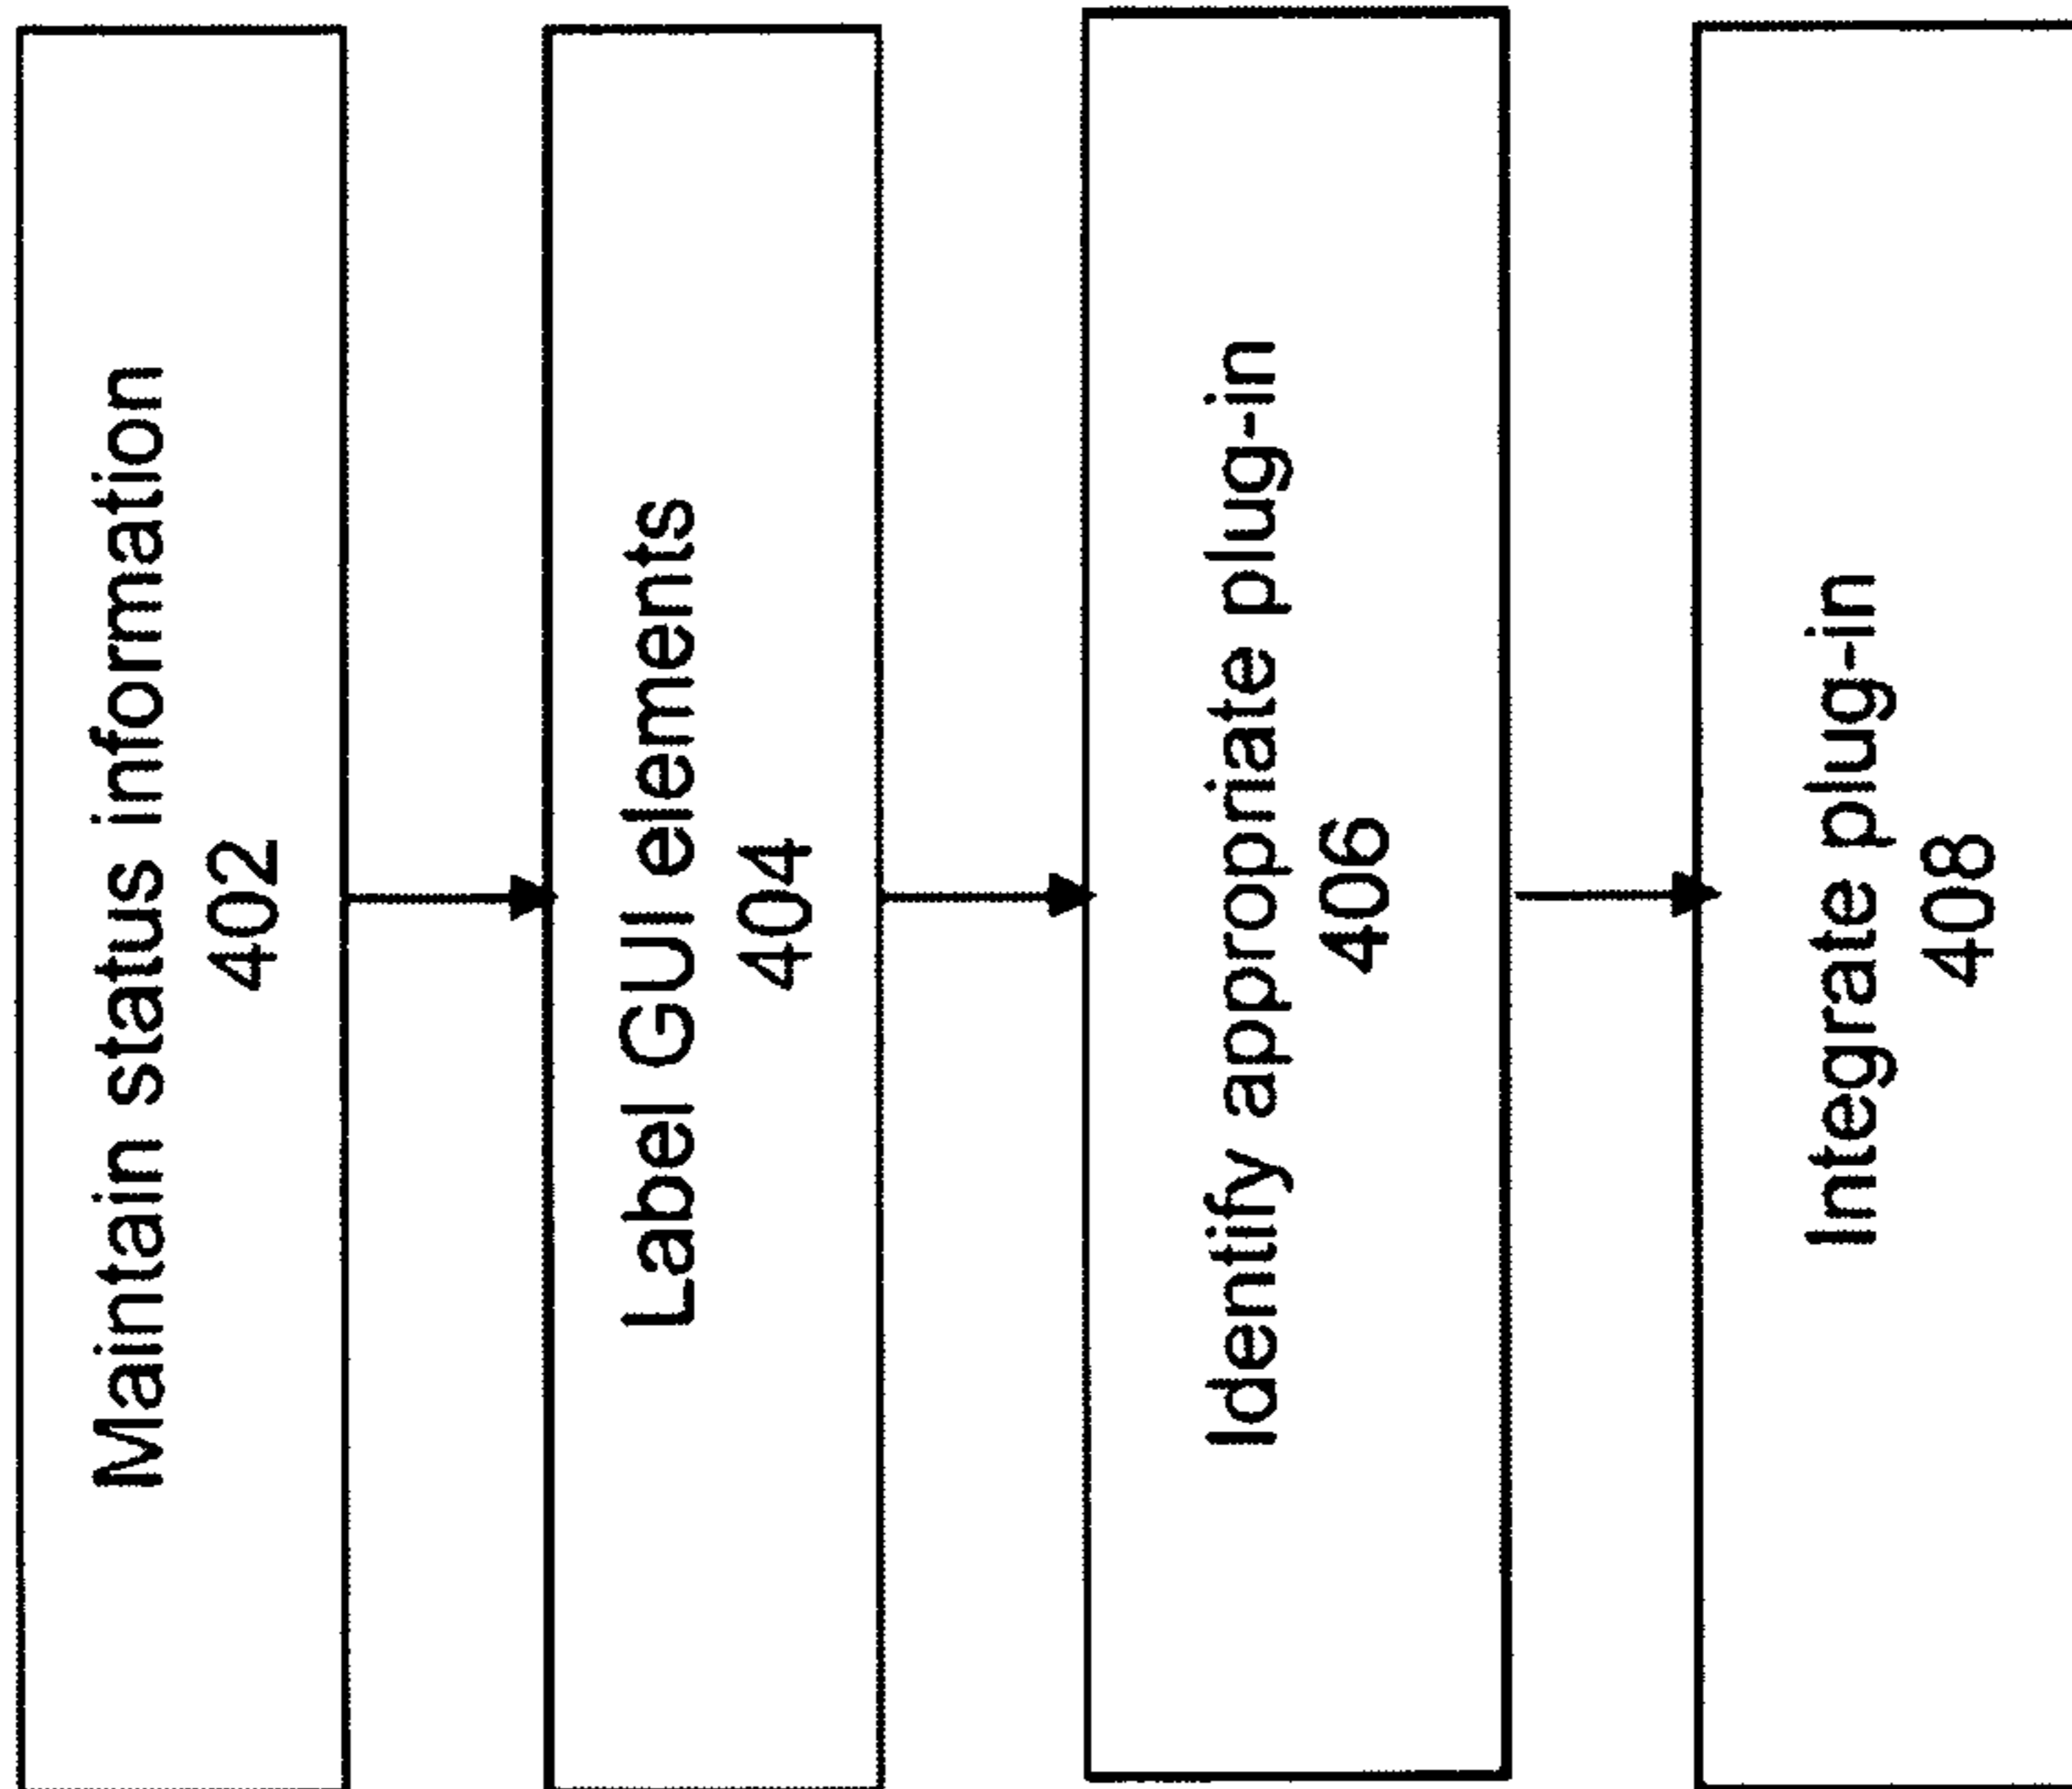 Maintain status information
402
Label GUI elements
404
Identify appropriate plug-in
406
Integrate plug-in
408